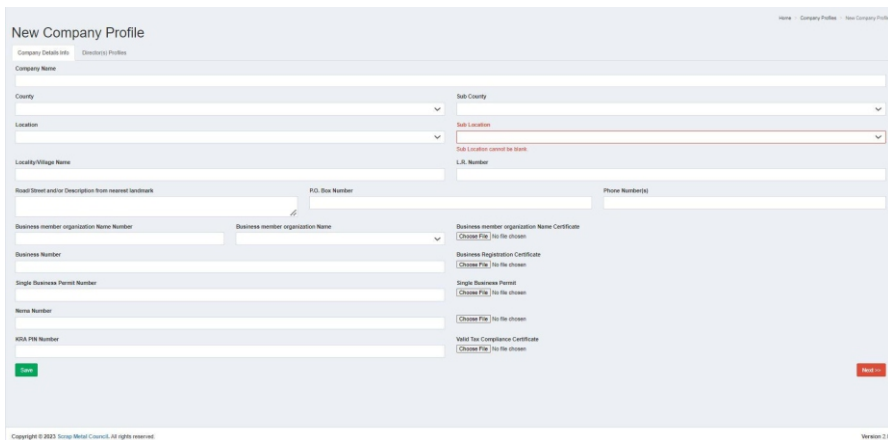 Home Company Profiles New Company Profile
New Company Profile
Company Details Info Director(s) Profiles
Company Name
County Sub County
Location Sub Location
Sub Location cannot be blank.
Locality/Village Name L.R. Number
Road/Street and/or Description from nearest landmark P.O. Box Number Phone Number(s)
Business member organization Name Number Business member organization Name Business member organization Name Certificate
Choose File No file chosen
Business Number Business Registration Certificate
Choose File No file chosen
Single Business Permit Number Single Business Permit
Choose File No file chosen
Nema Number
Choose File No file chosen
KRA PIN Number Valid Tax Compliance Certificate
Choose File No file chosen
Save Next >>
Copyright © 2023 Scrap Metal Council. All rights reserved. Version 2.